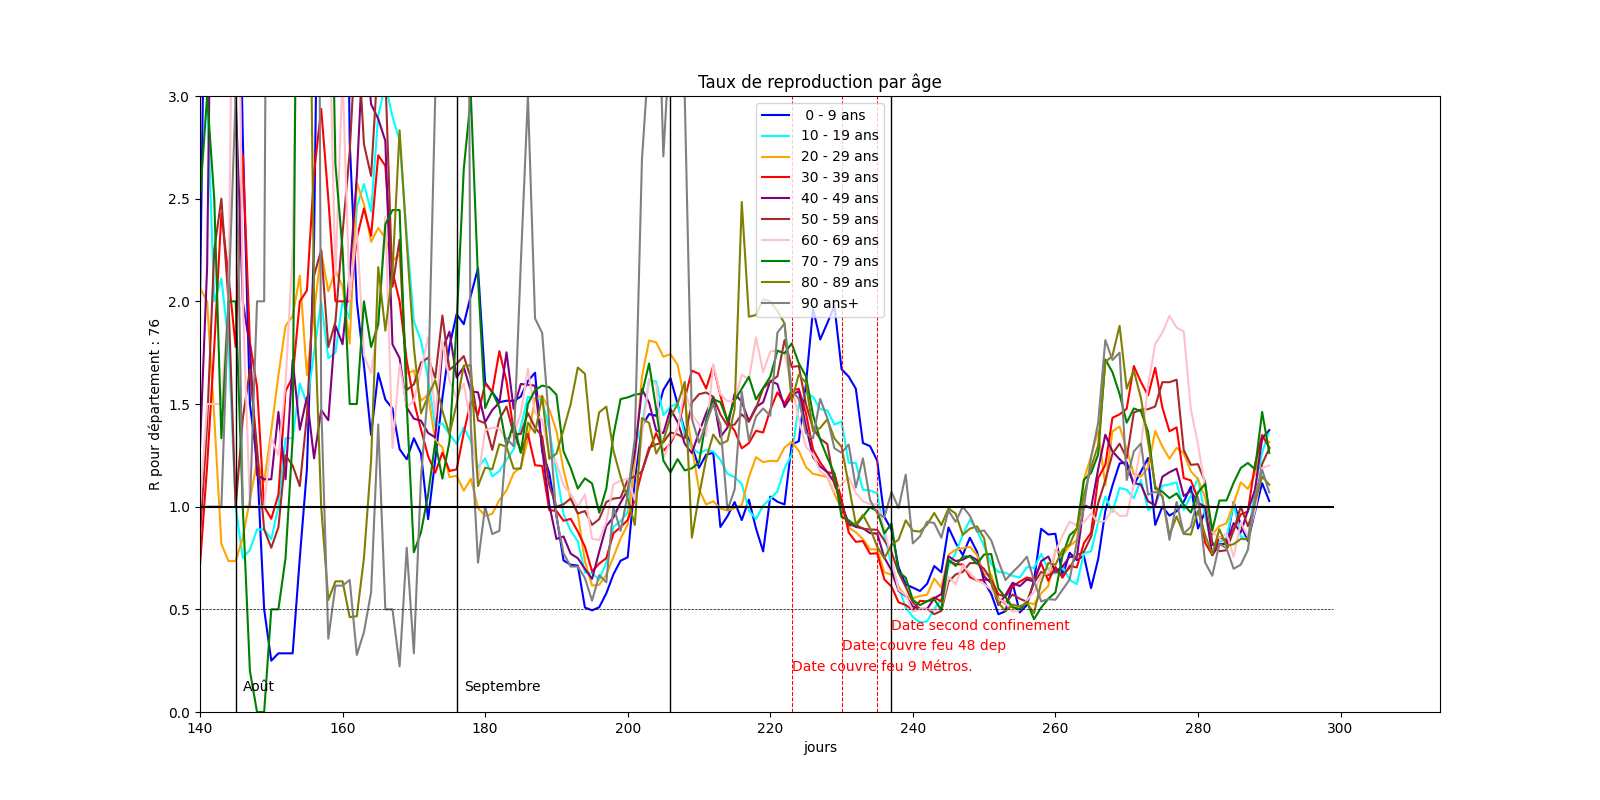 Taux de reproduction par âge
R pour département : 76
3.0
2.5
2.0
1.5
1.0
0.5
0.0
0 - 9 ans
10 - 19 ans
20 - 29 ans
30 - 39 ans
40 - 49 ans
50 - 59 ans
60 - 69 ans
70 - 79 ans
80 - 89 ans
90 ans+
Date second confinement
Date couvre feu 48 dep
Date couvre feu 9 Métros.
Août
Septembre
140 160 180 200 220 240 260 280 300
jours